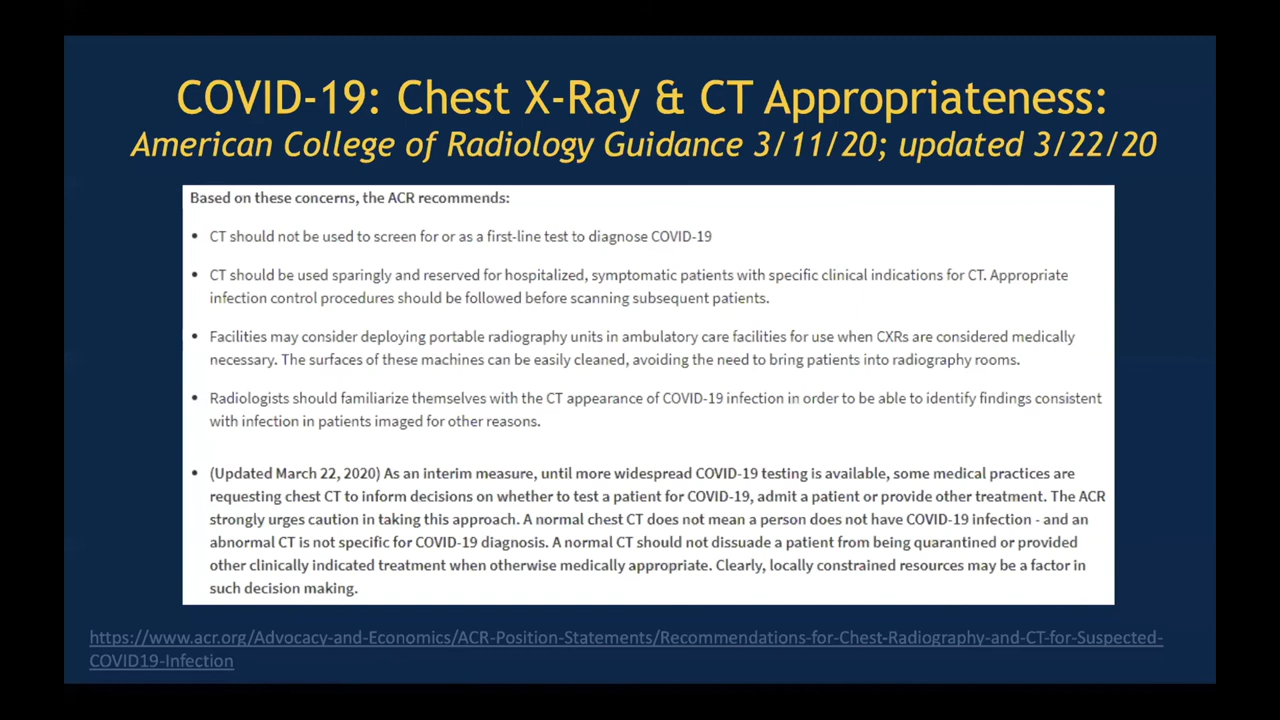 COVID-19: Chest X-Ray & CT Appropriateness:
American College of Radiology Guidance 3/11/20; updated 3/22/20
Based on these concerns, the ACR recommends:
• CT should not be used to screen for or as a first-line test to diagnose COVID-19
• CT should be used sparingly and reserved for hospitalized, symptomatic patients with specific clinical indications for CT. Appropriate
infection control procedures should be followed before scanning subsequent patients.
• Facilities may consider deploying portable radiography units in ambulatory care facilities for use when CXRs are considered medically
necessary. The surfaces of these machines can be easily cleaned, avoiding the need to bring patients into radiography rooms.
• Radiologists should familiarize themselves with the CT appearance of COVID-19 infection in order to be able to identify findings consistent
with infection in patients imaged for other reasons.
• (Updated March 22, 2020) As an interim measure, until more widespread COVID-19 testing is available, some medical practices are
requesting chest CT to inform decisions on whether to test a patient for COVID-19, admit a patient or provide other treatment. The ACR
strongly urges caution in taking this approach. A normal chest CT does not mean a person does not have COVID-19 infection - and an
abnormal CT is not specific for COVID-19 diagnosis. A normal CT should not dissuade a patient from being quarantined or provided
other clinically indicated treatment when otherwise medically appropriate. Clearly, locally constrained resources may be a factor in
such decision making.
https://www.acr.org/Advocacy-and-Economics/ACR-Position-Statements/Recommendations-for-Chest-Radiography-and-CT-for-Suspected-
COVID19-Infection